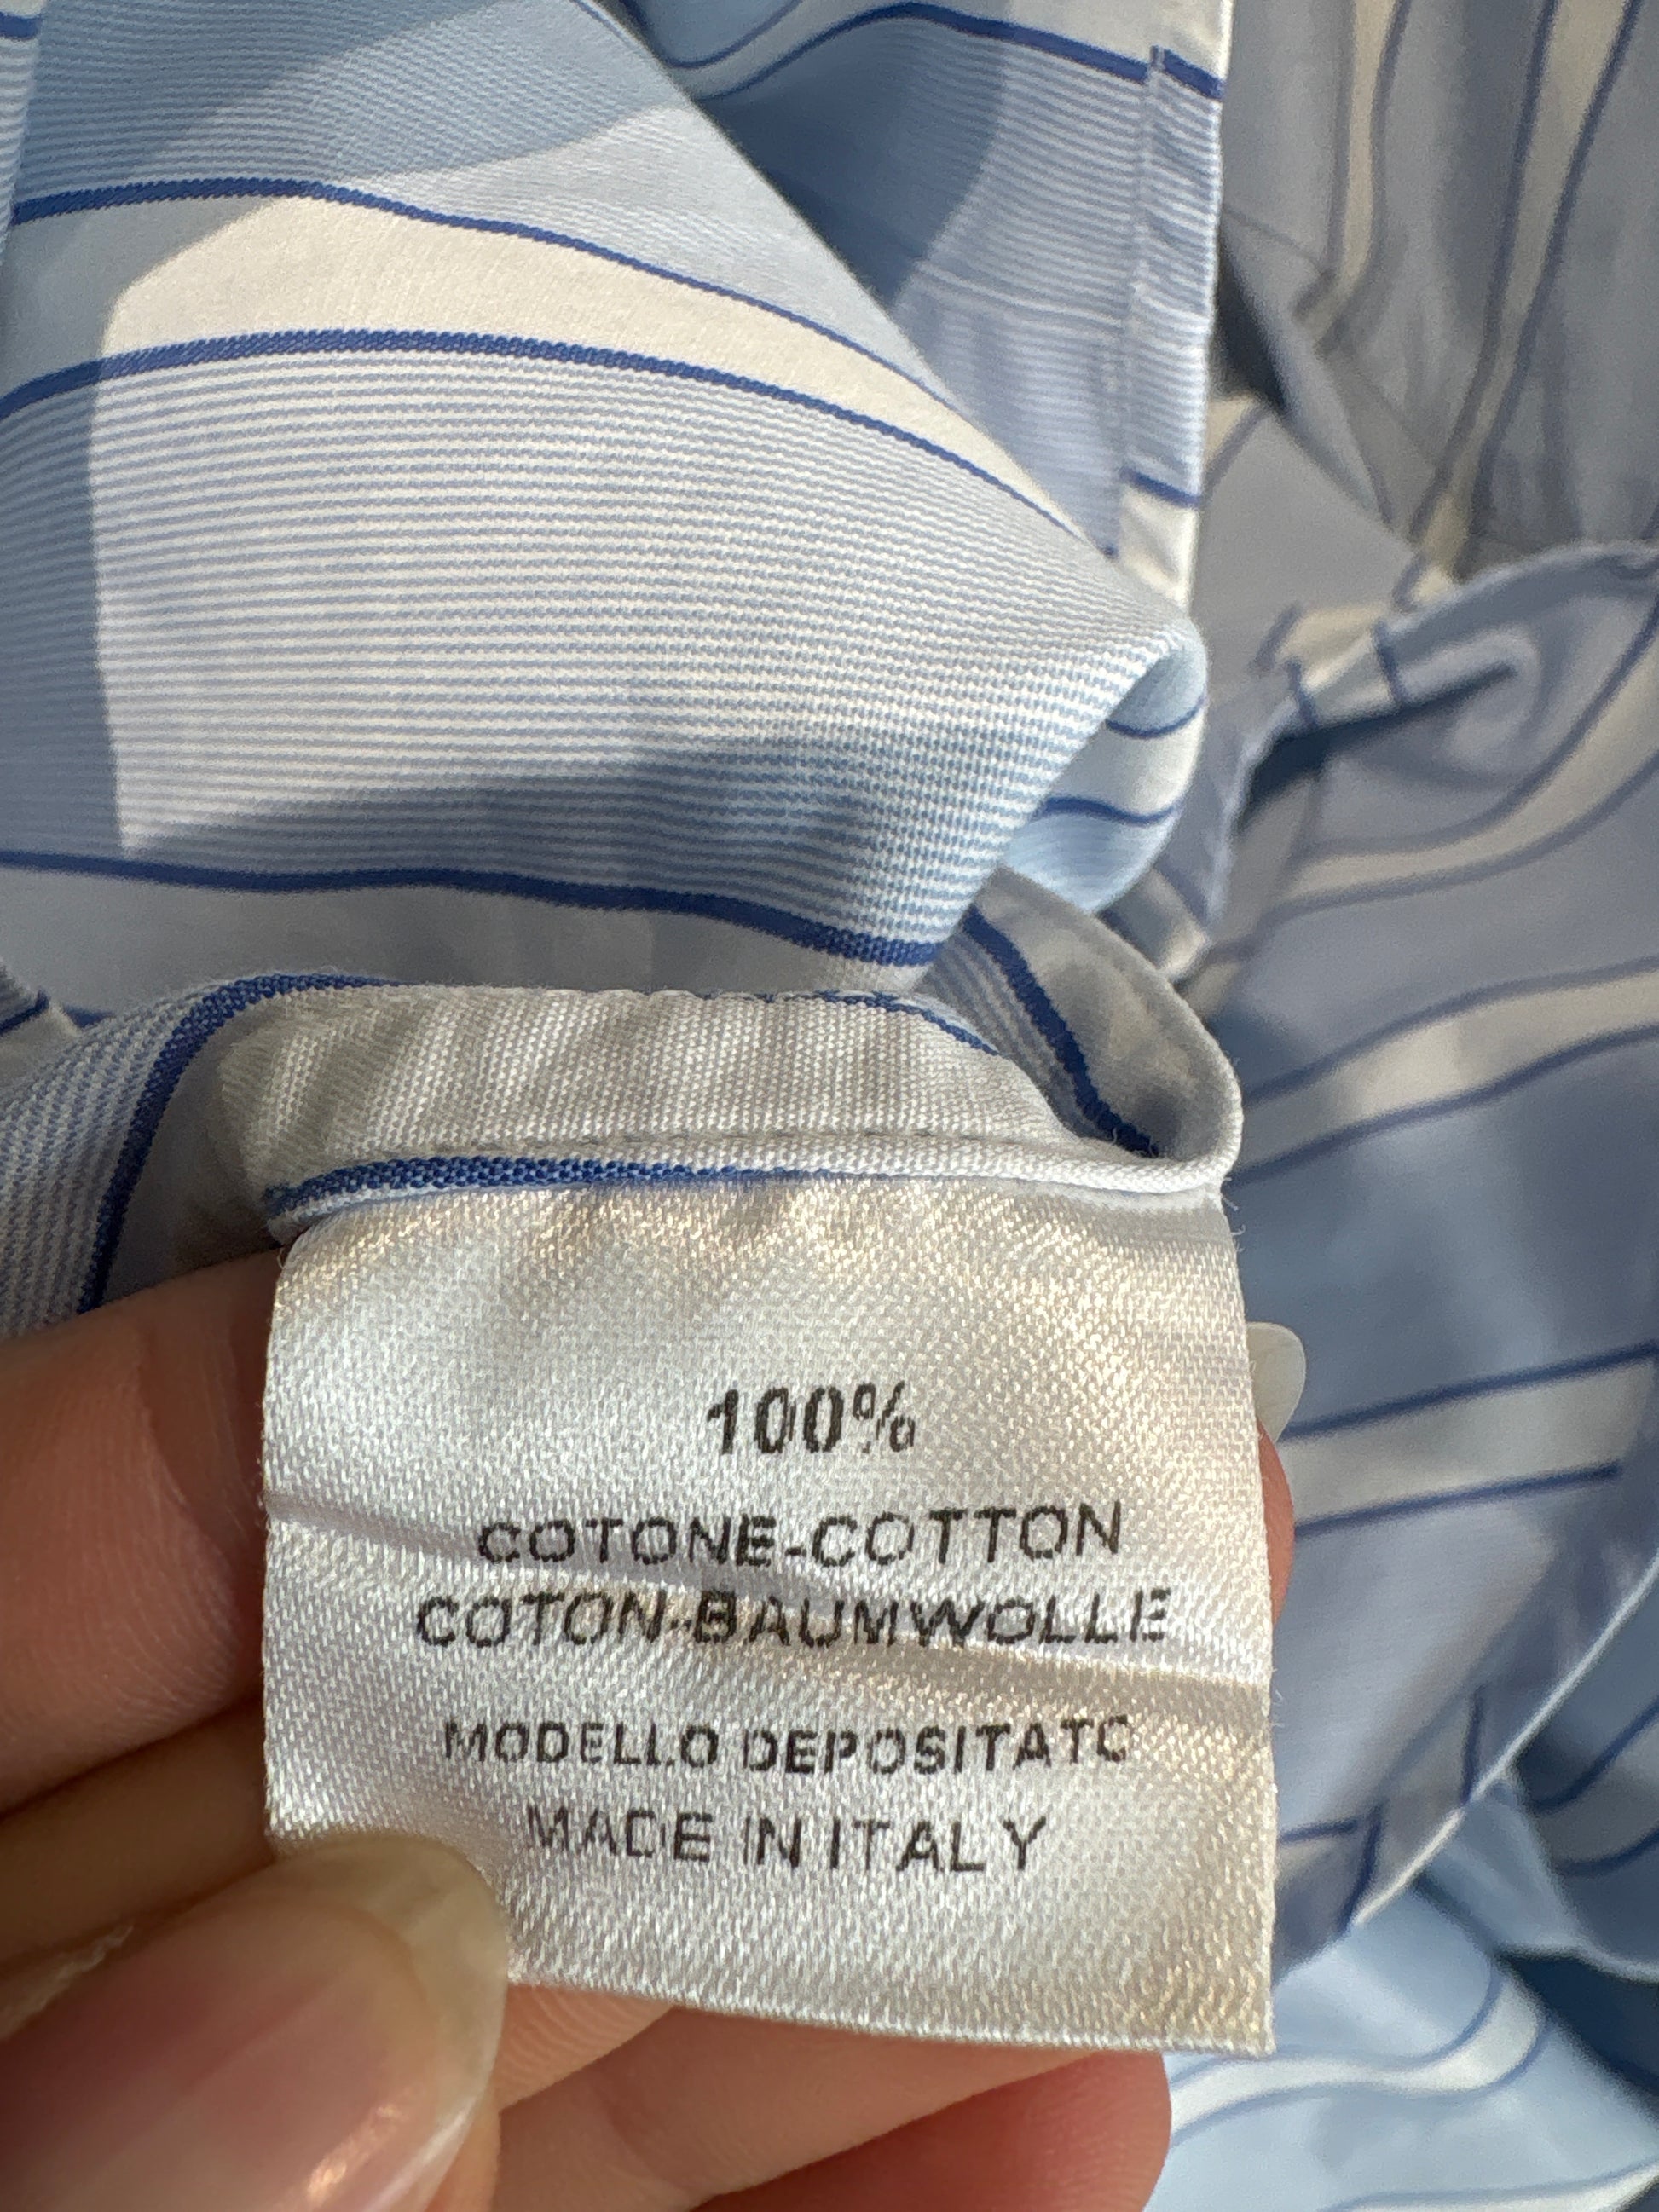 100%
COTONE-COTTON
COTON-BAUMWOLLE
MODELLO DEPOSITATO
MADE IN ITALY